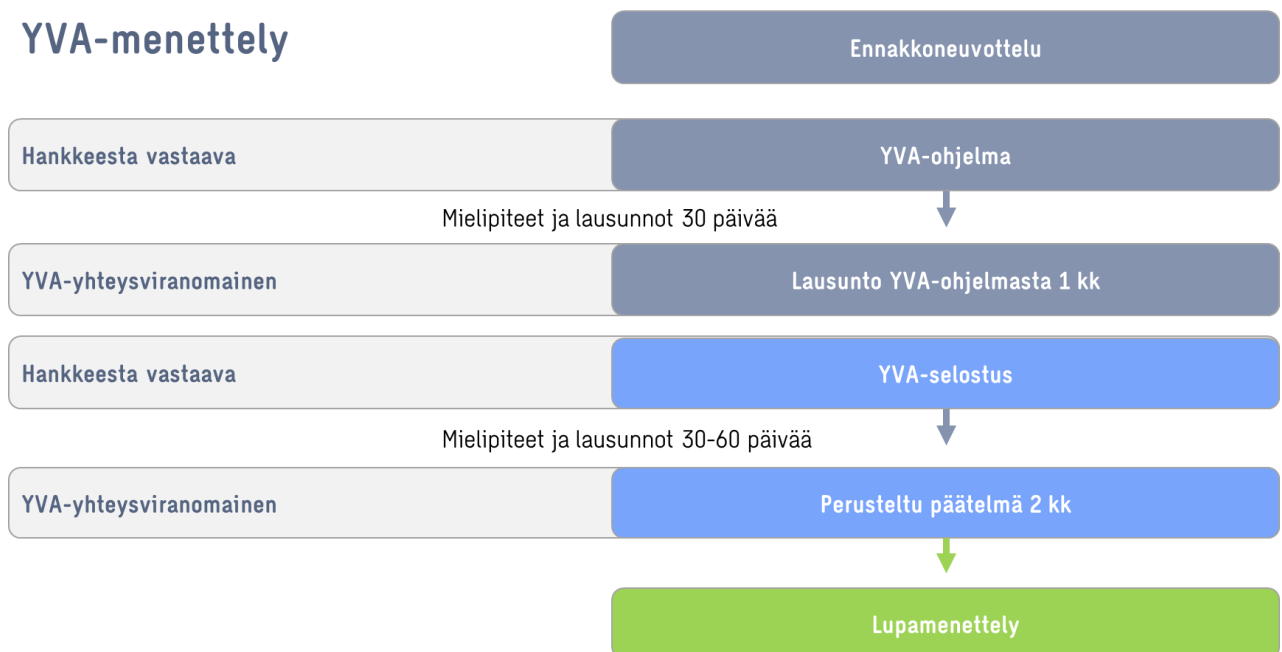 YVA-menettely
Ennakkoneuvottelu
Hankkeesta vastaava
YVA-ohjelma
Mielipiteet ja lausunnot 30 päivää
YVA-yhteysviranomainen
Lausunto YVA-ohjelmasta 1 kk
Hankkeesta vastaava
YVA-selostus
Mielipiteet ja lausunnot 30-60 päivää
YVA-yhteysviranomainen
Perusteltu päätelmä 2 kk
Lupamenettely